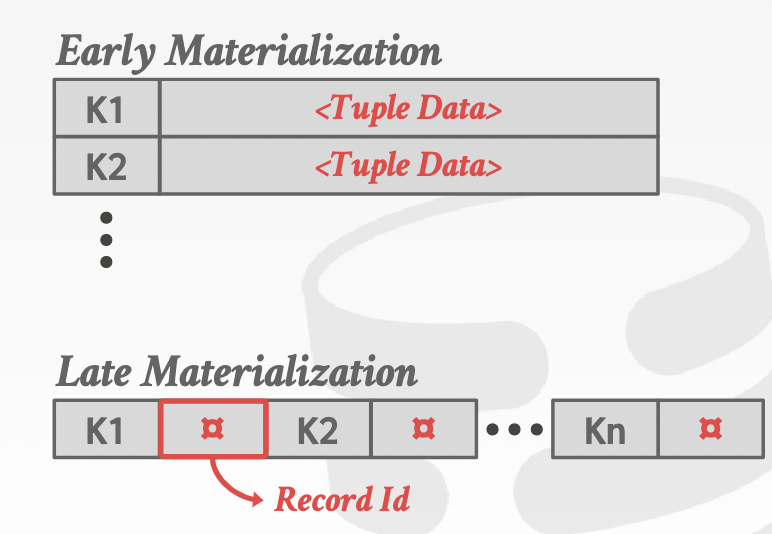 Early Materialization
K1 <Tuple Data>
K2 <Tuple Data>
Late Materialization
K1 ¤ K2 ¤ ••• Kn ¤
Record Id